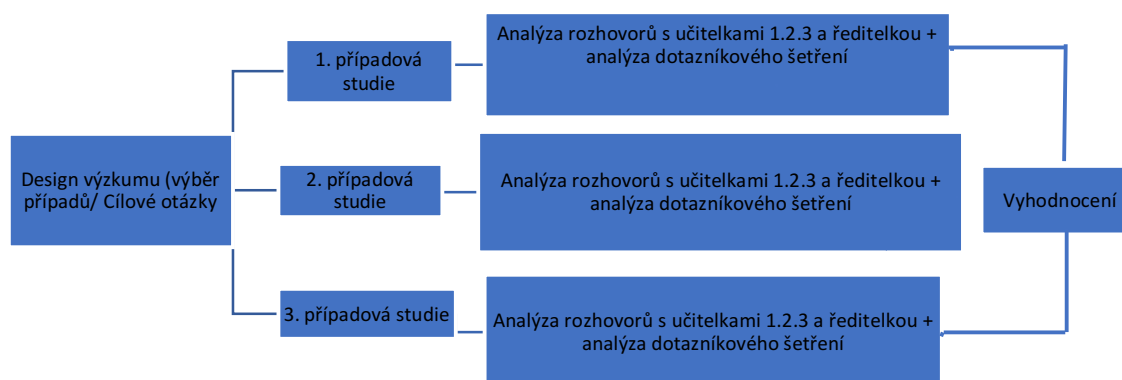 Design výzkumu (výběr
případů/ Cílové otázky
1. případová
studie
Analýza rozhovorů s učitelkami 1.2.3 a ředitelkou +
analýza dotazníkového šetření
2. případová
studie
Analýza rozhovorů s učitelkami 1.2.3 a ředitelkou +
analýza dotazníkového šetření
3. případová studie
Analýza rozhovorů s učitelkami 1.2.3 a ředitelkou +
analýza dotazníkového šetření
Vyhodnocení